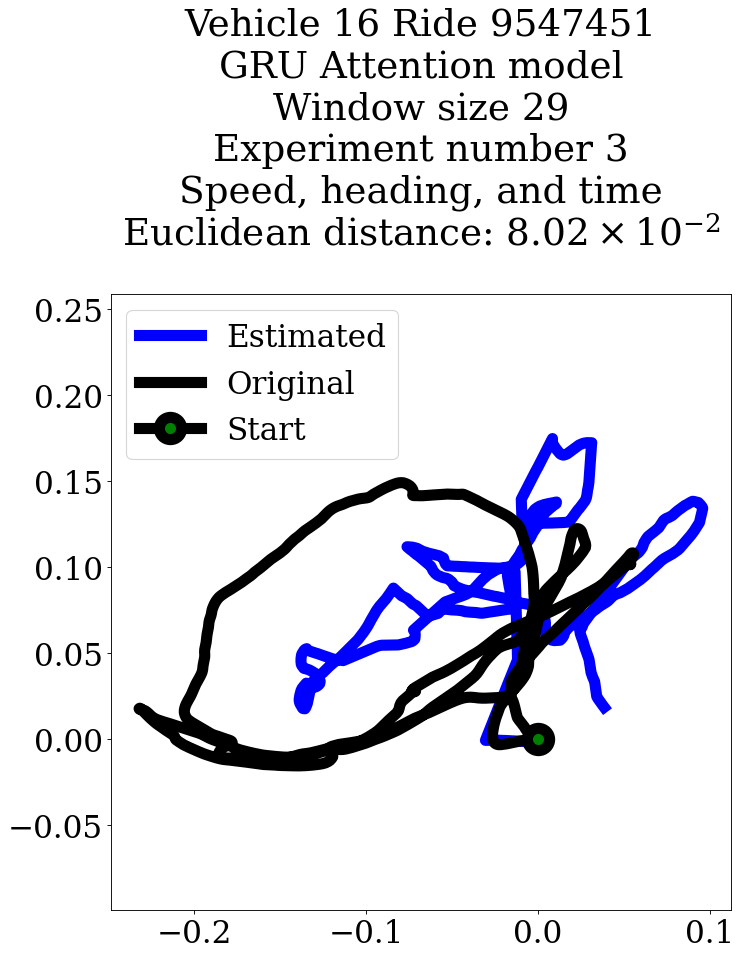 Vehicle 16 Ride 9547451
GRU Attention model
Window size 29
Experiment number 3
Speed, heading, and time
Euclidean distance: 8.02 × 10⁻²
Estimated
Original
Start
0.25
0.20
0.15
0.10
0.05
0.00
−0.05
−0.2
−0.1
0.0
0.1